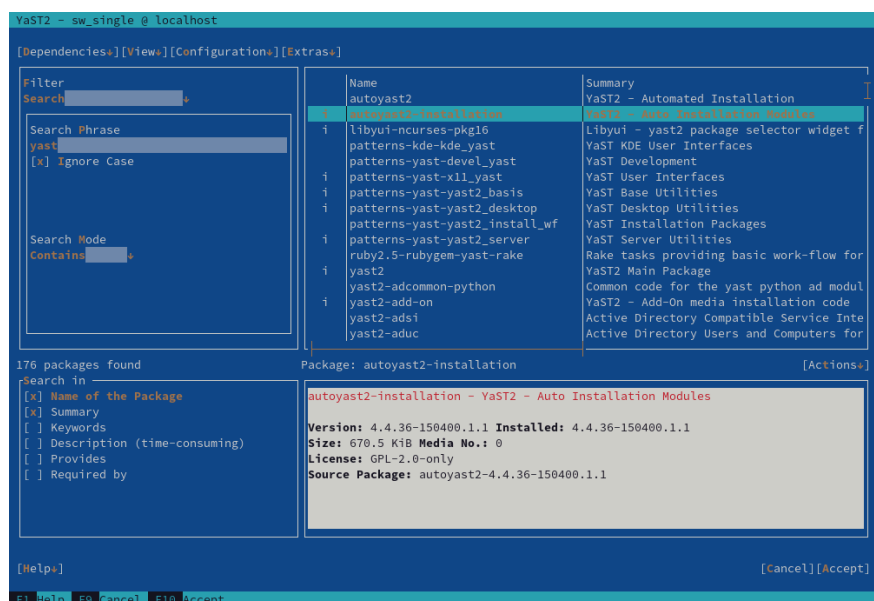 YaST2 - sw_single @ localhost
[Dependencies↓][View↓][Configuration↓][Extras↓]
Filter
Search ↓
Search Phrase
yast
[x] Ignore Case
Search Mode
Contains ↓
Name Summary
autoyast2 YaST2 - Automated Installation
i autoyast2-installation YaST2 - Auto Installation Modules
i libyui-ncurses-pkg16 Libyui - yast2 package selector widget f
patterns-kde-kde_yast YaST KDE User Interfaces
patterns-yast-devel_yast YaST Development
i patterns-yast-x11_yast YaST User Interfaces
i patterns-yast-yast2_basis YaST Base Utilities
i patterns-yast-yast2_desktop YaST Desktop Utilities
patterns-yast-yast2_install_wf YaST Installation Packages
i patterns-yast-yast2_server YaST Server Utilities
ruby2.5-rubygem-yast-rake Rake tasks providing basic work-flow for
i yast2 YaST2 Main Package
yast2-adcommon-python Common code for the yast python ad modul
i yast2-add-on YaST2 - Add-On media installation code
yast2-adsi Active Directory Compatible Service Inte
yast2-aduc Active Directory Users and Computers for
176 packages found
Package: autoyast2-installation [Actions↓]
Search in
[x] Name of the Package
[x] Summary
[ ] Keywords
[ ] Description (time-consuming)
[ ] Provides
[ ] Required by
autoyast2-installation - YaST2 - Auto Installation Modules
Version: 4.4.36-150400.1.1 Installed: 4.4.36-150400.1.1
Size: 670.5 KiB Media No.: 0
License: GPL-2.0-only
Source Package: autoyast2-4.4.36-150400.1.1
[Help↓] [Cancel][Accept]
F1 Help F9 Cancel F10 Accept